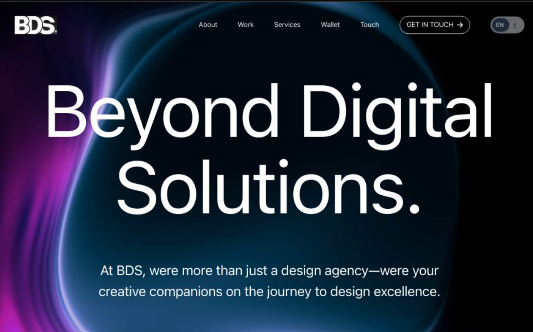 BDS.
About Work Services Wallet Touch GET IN TOUCH → EN
Beyond Digital
Solutions.
At BDS, were more than just a design agency—were your
creative companions on the journey to design excellence.